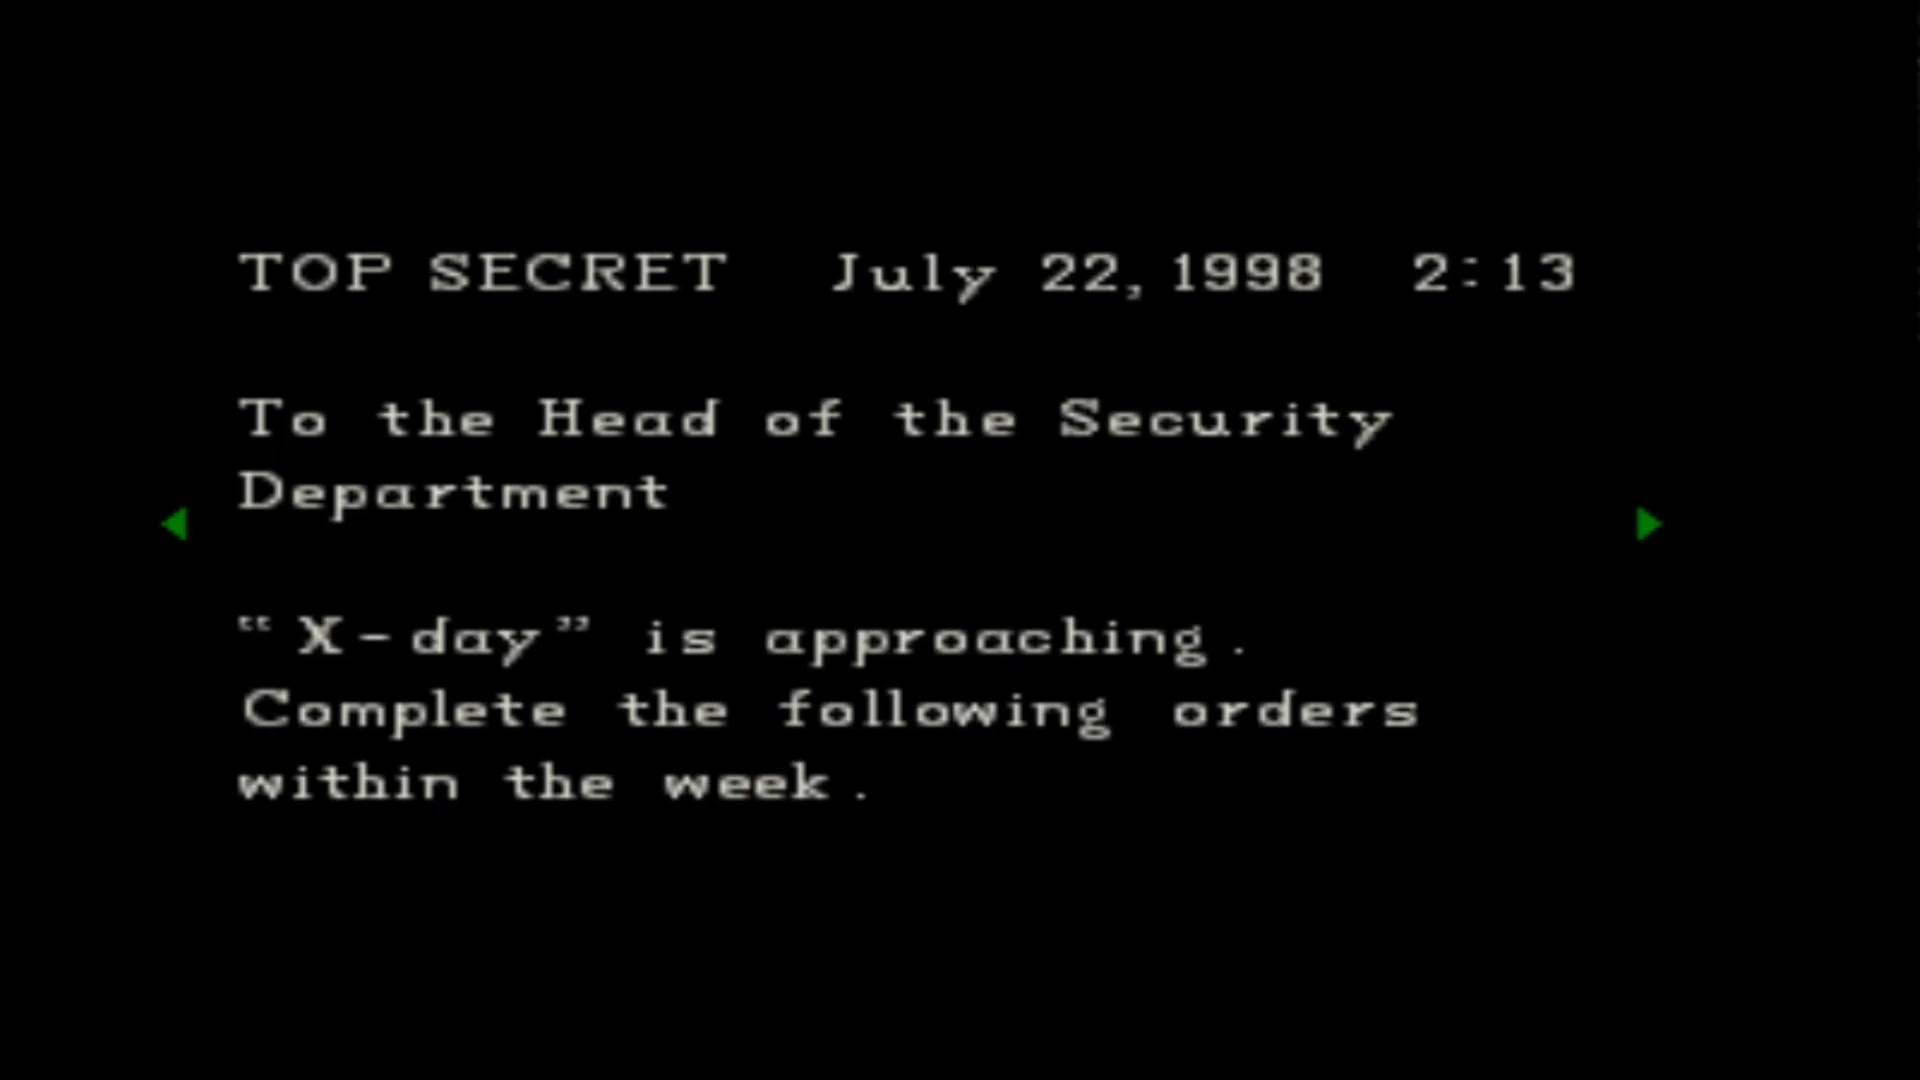 TOP SECRET July 22, 1998 2:13
To the Head of the Security
Department
“X-day” is approaching.
Complete the following orders
within the week.